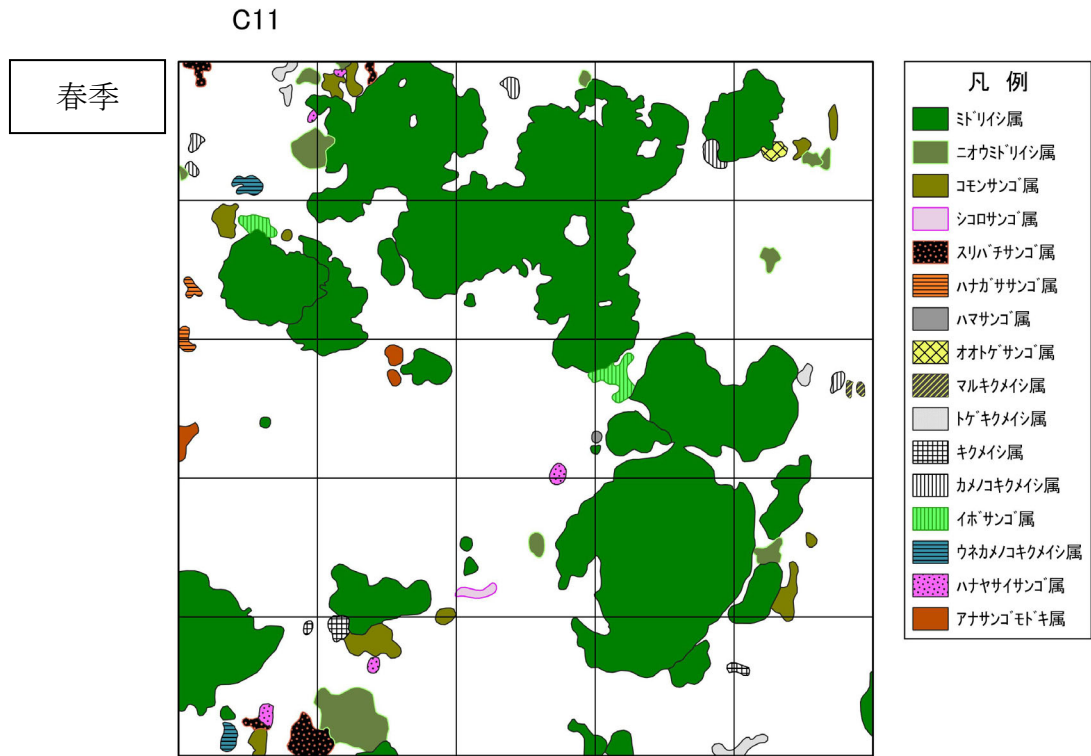 C11
春季
凡 例
ミドリイシ属
ニオウミドリイシ属
コモンサンゴ属
シコロサンゴ属
スリバチサンゴ属
ハナガササンゴ属
ハマサンゴ属
オオトゲサンゴ属
マルキクメイシ属
トゲキクメイシ属
キクメイシ属
カメノコキクメイシ属
イボサンゴ属
ウネカメノコキクメイシ属
ハナヤサイサンゴ属
アナサンゴモドキ属